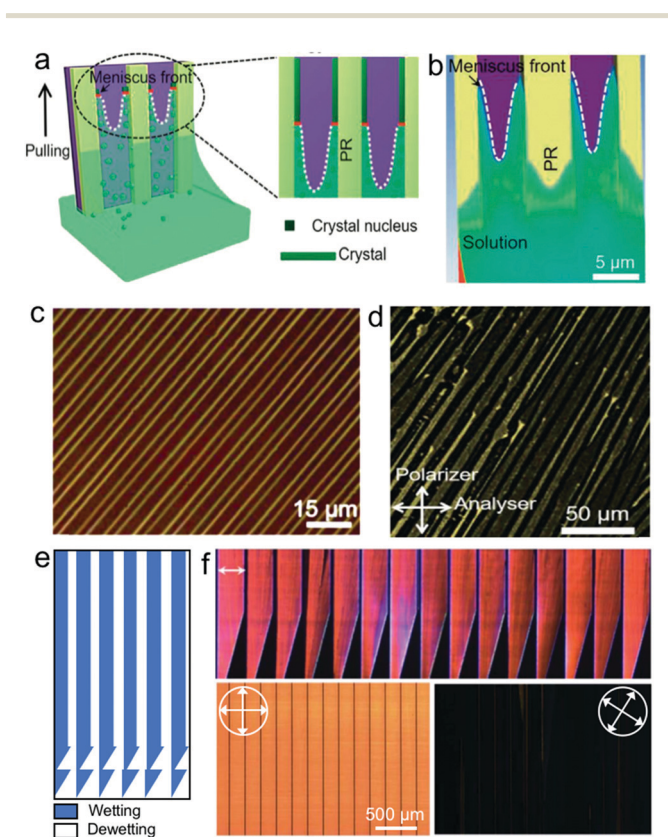 a
Meniscus front
Pulling
PR
Crystal nucleus
Crystal
b
Meniscus front
PR
Solution
5 μm
c
15 μm
d
Polarizer
Analyser
50 μm
e
Wetting
Dewetting
f
500 μm